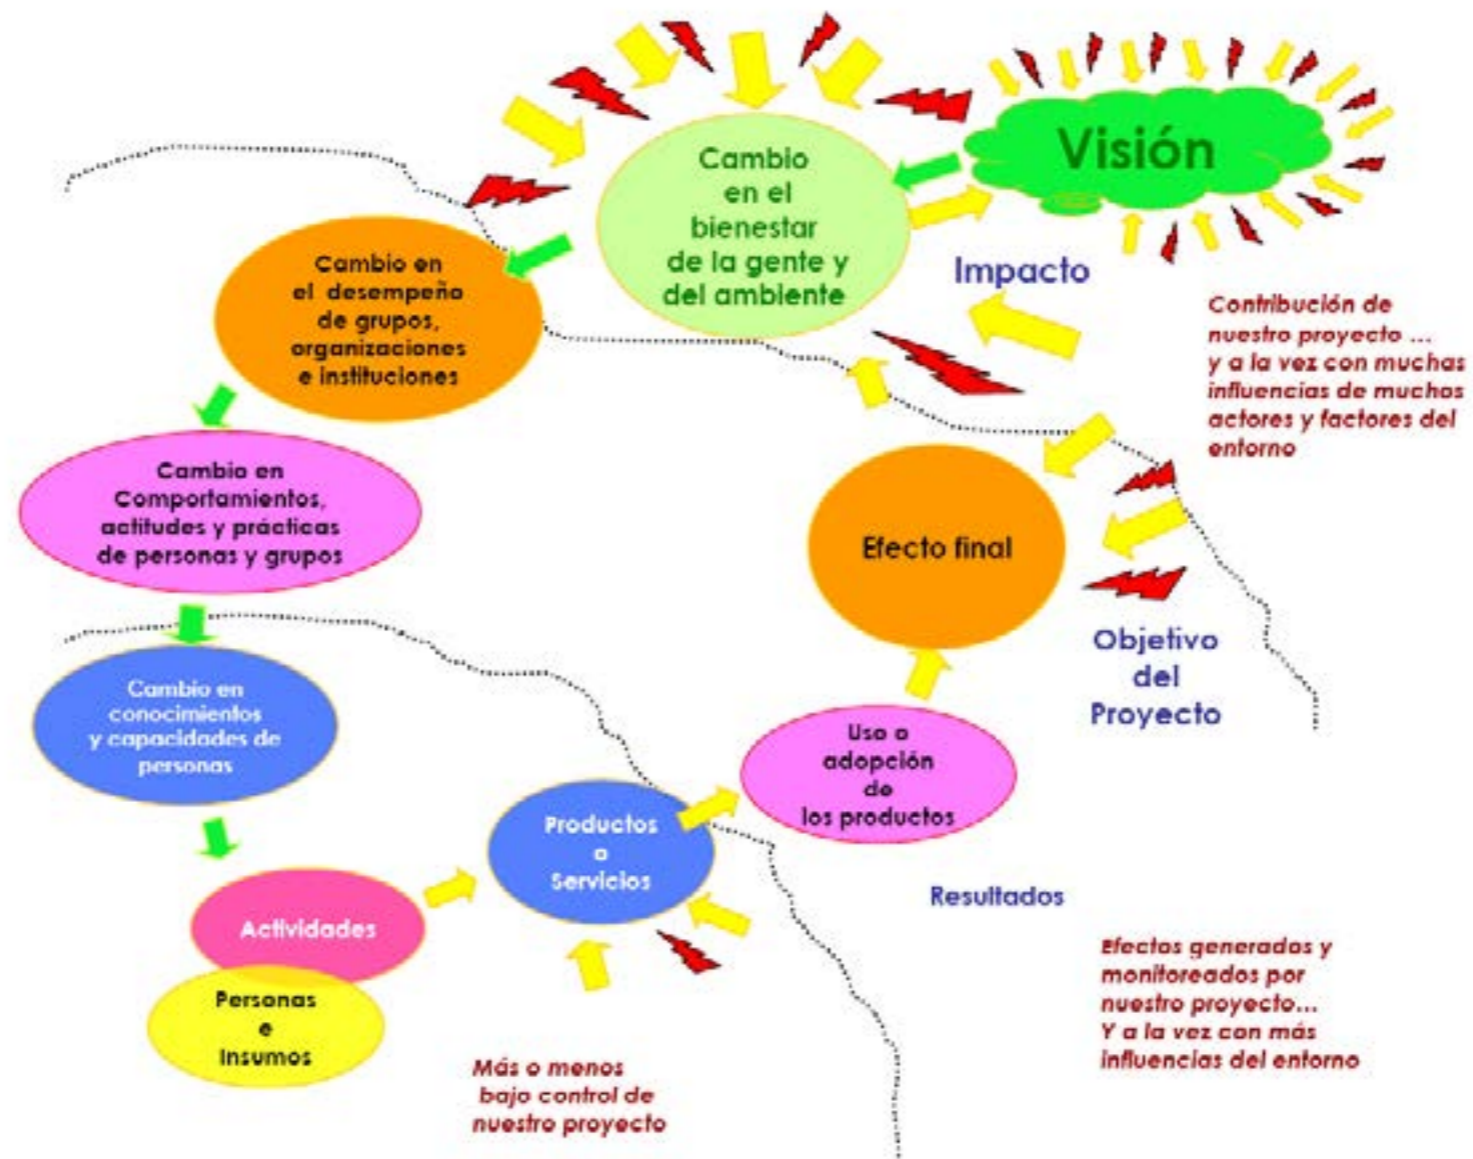 Visión
Cambio
en el
bienestar
de la gente y
del ambiente
Impacto
Contribución de
nuestro proyecto ...
y a la vez con muchas
influencias de muchos
actores y factores del
entorno
Cambio en
el desempeño
de grupos,
organizaciones
e instituciones
Cambio en
Comportamientos,
actitudes y prácticas
de personas y grupos
Efecto final
Objetivo
del
Proyecto
Cambio en
conocimientos
y capacidades de
personas
Uso o
adopción
de
los productos
Productos
o
Servicios
Resultados
Actividades
Personas
e
Insumos
Efectos generados y
monitoreados por
nuestro proyecto...
Y a la vez con más
influencias del entorno
Más o menos
bajo control de
nuestro proyecto